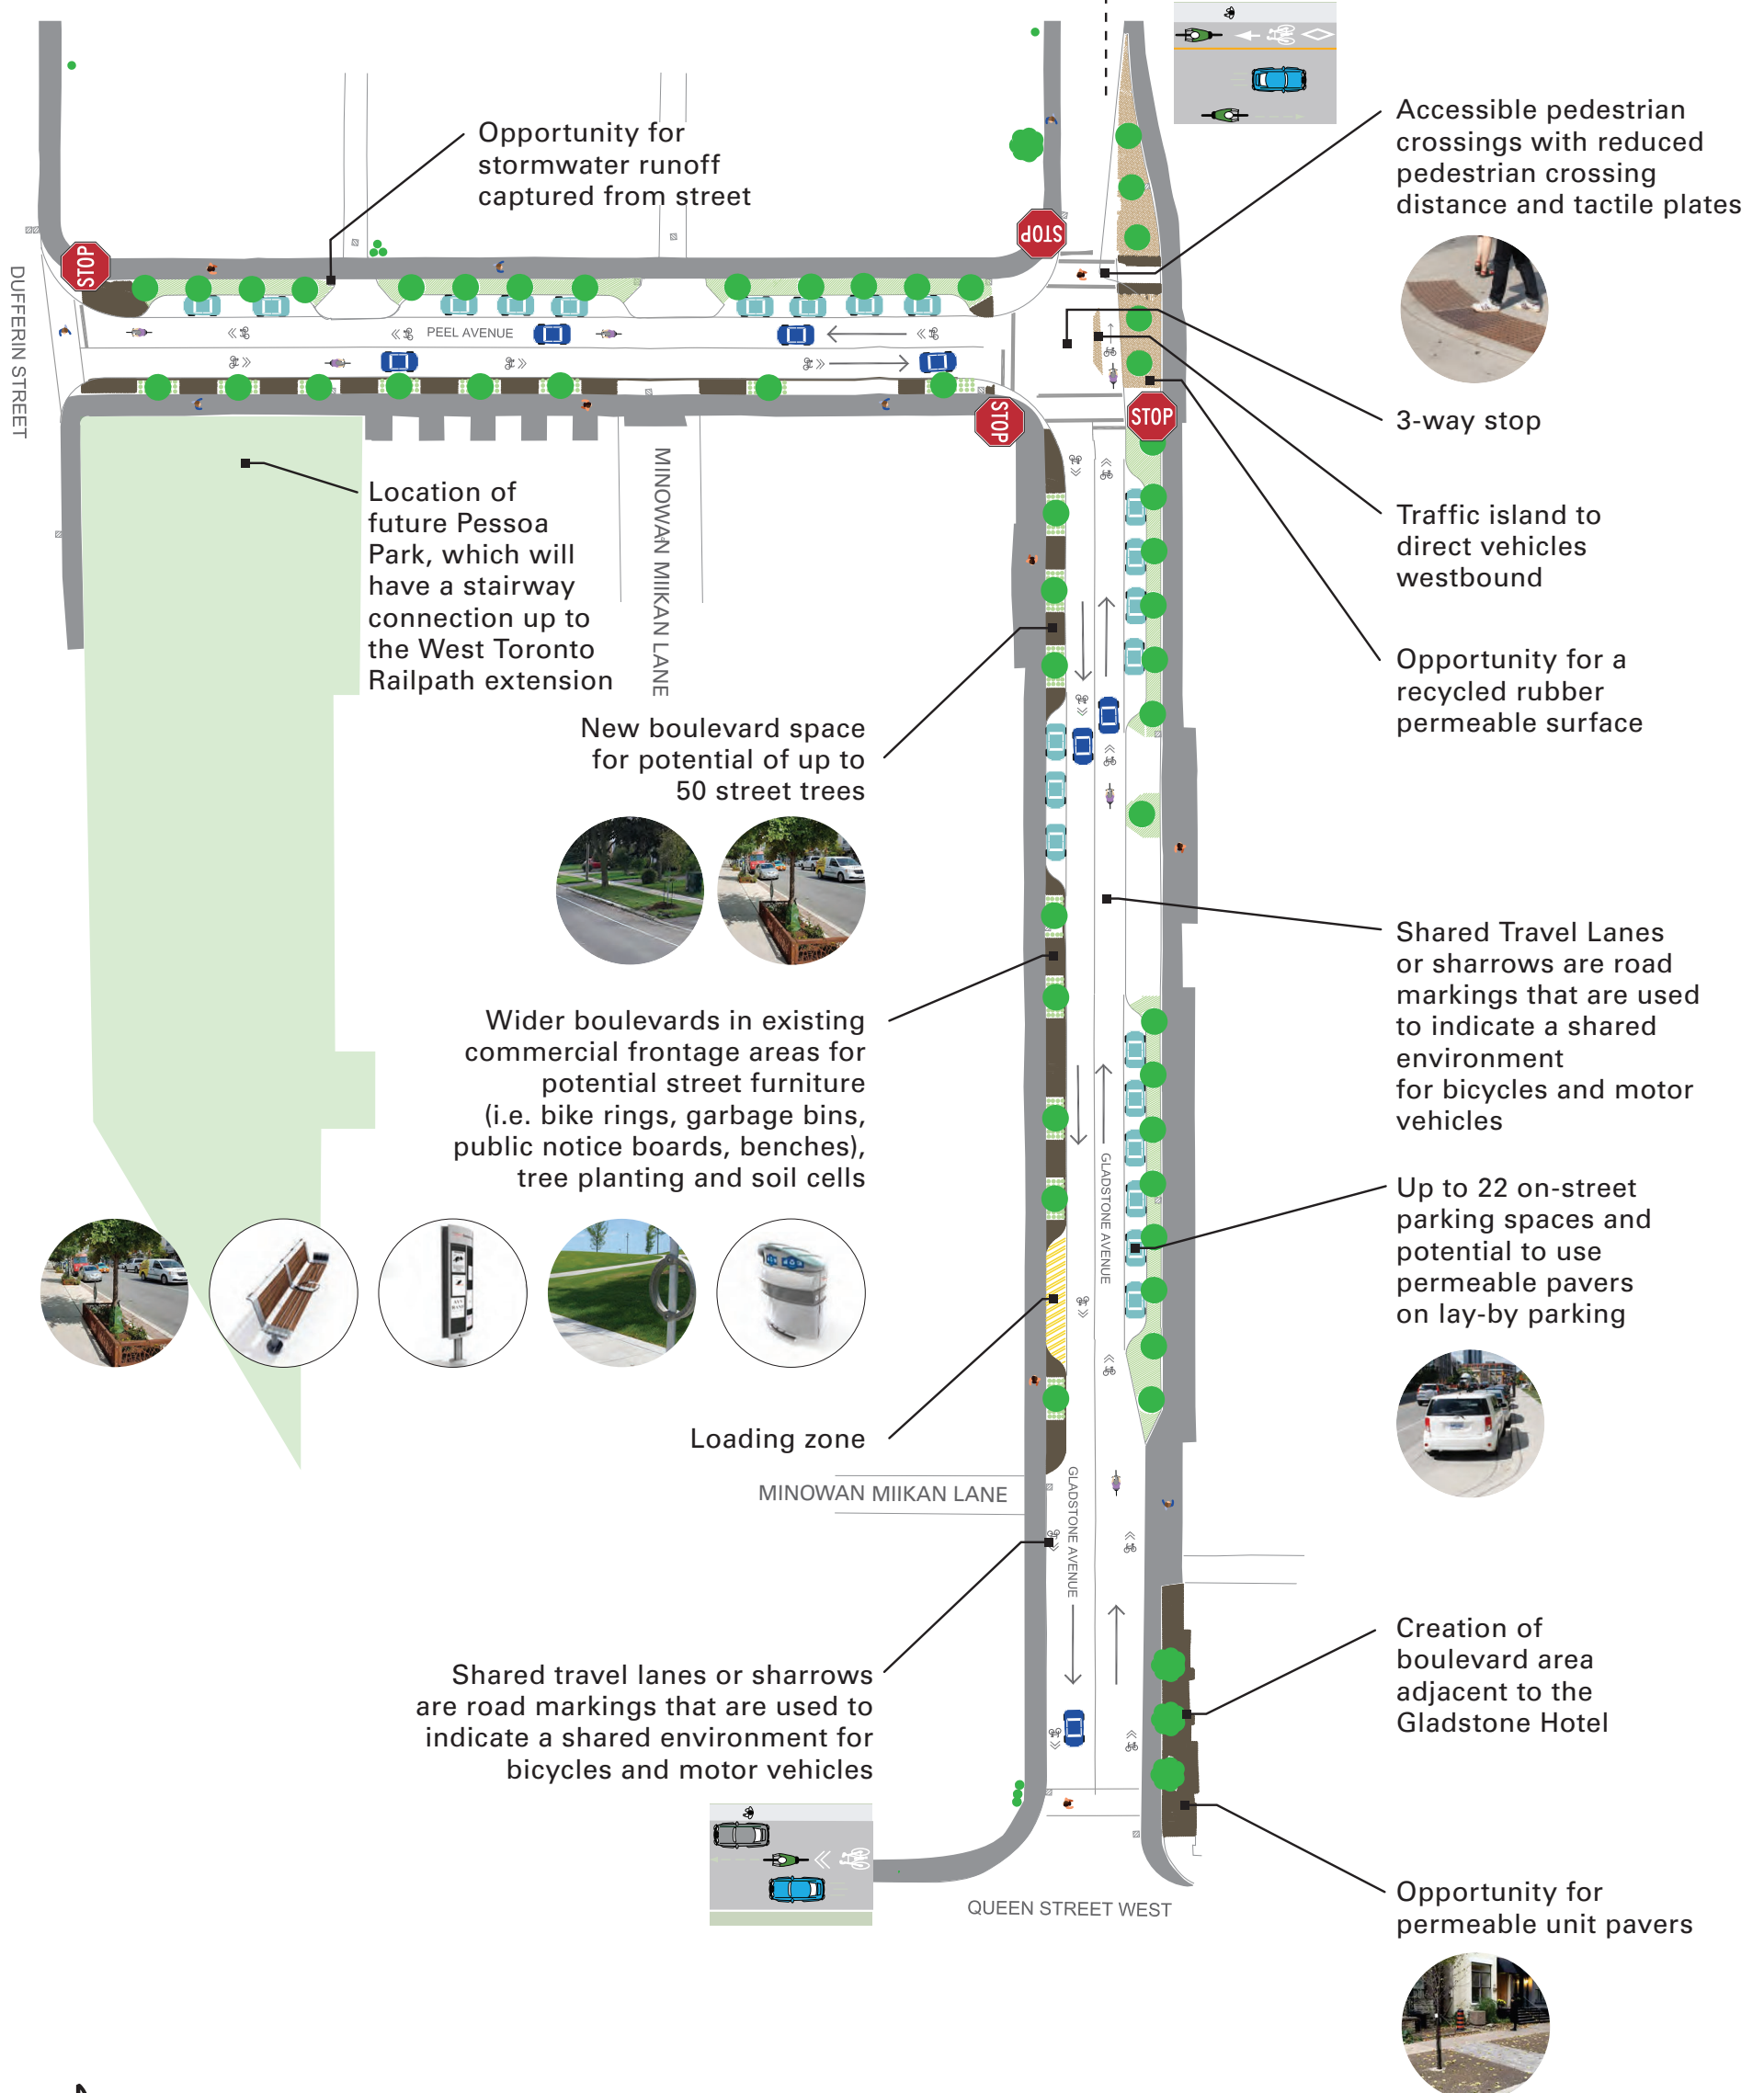 Opportunity for
stormwater runoff
captured from street
Accessible pedestrian
crossings with reduced
pedestrian crossing
distance and tactile plates
STOP
STOP
DUFFERIN STREET
PEEL AVENUE
STOP
STOP
3-way stop
Location of
future Pessoa
Park, which will
have a stairway
connection up to
the West Toronto
Railpath extension
MINOWAN MIIKAN LANE
Traffic island to
direct vehicles
westbound
Opportunity for a
recycled rubber
permeable surface
New boulevard space
for potential of up to
50 street trees
Shared Travel Lanes
or sharrows are road
markings that are used
to indicate a shared
environment
for bicycles and motor
vehicles
Wider boulevards in existing
commercial frontage areas for
potential street furniture
(i.e. bike rings, garbage bins,
public notice boards, benches),
tree planting and soil cells
GLADSTONE AVENUE
Up to 22 on-street
parking spaces and
potential to use
permeable pavers
on lay-by parking
Loading zone
MINOWAN MIIKAN LANE
GLADSTONE AVENUE
Shared travel lanes or sharrows
are road markings that are used to
indicate a shared environment for
bicycles and motor vehicles
Creation of
boulevard area
adjacent to the
Gladstone Hotel
QUEEN STREET WEST
Opportunity for
permeable unit pavers